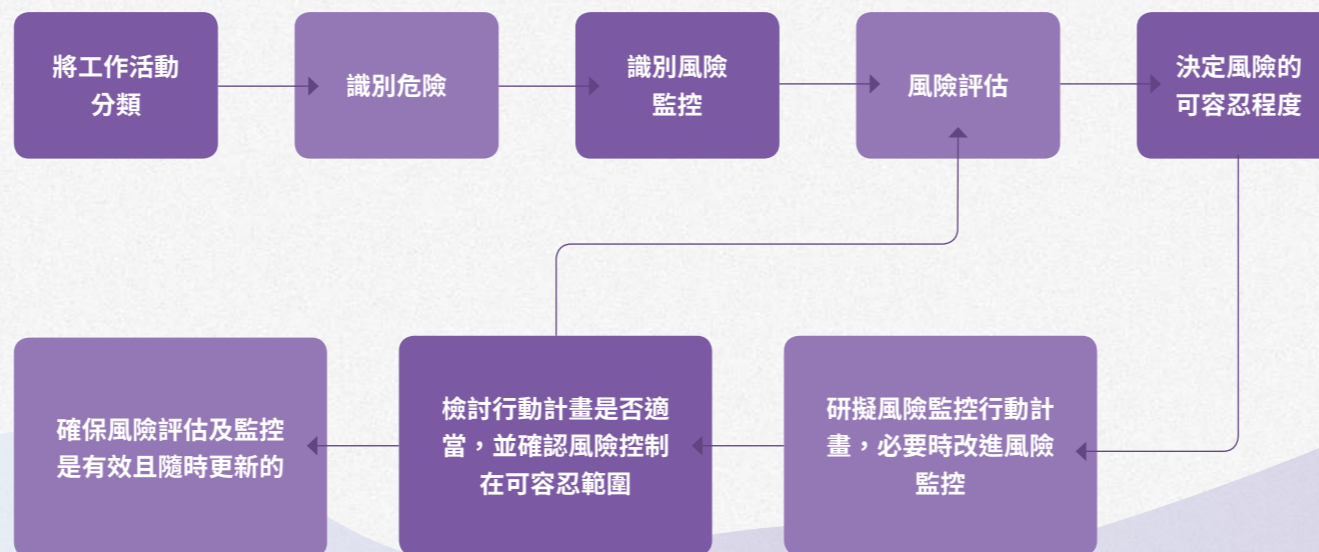 將工作活動
分類
識別危險
識別風險
監控
風險評估
決定風險的
可容忍程度
研擬風險監控行動計
畫，必要時改進風險
監控
檢討行動計畫是否適
當，並確認風險控制
在可容忍範圍
確保風險評估及監控
是有效且隨時更新的